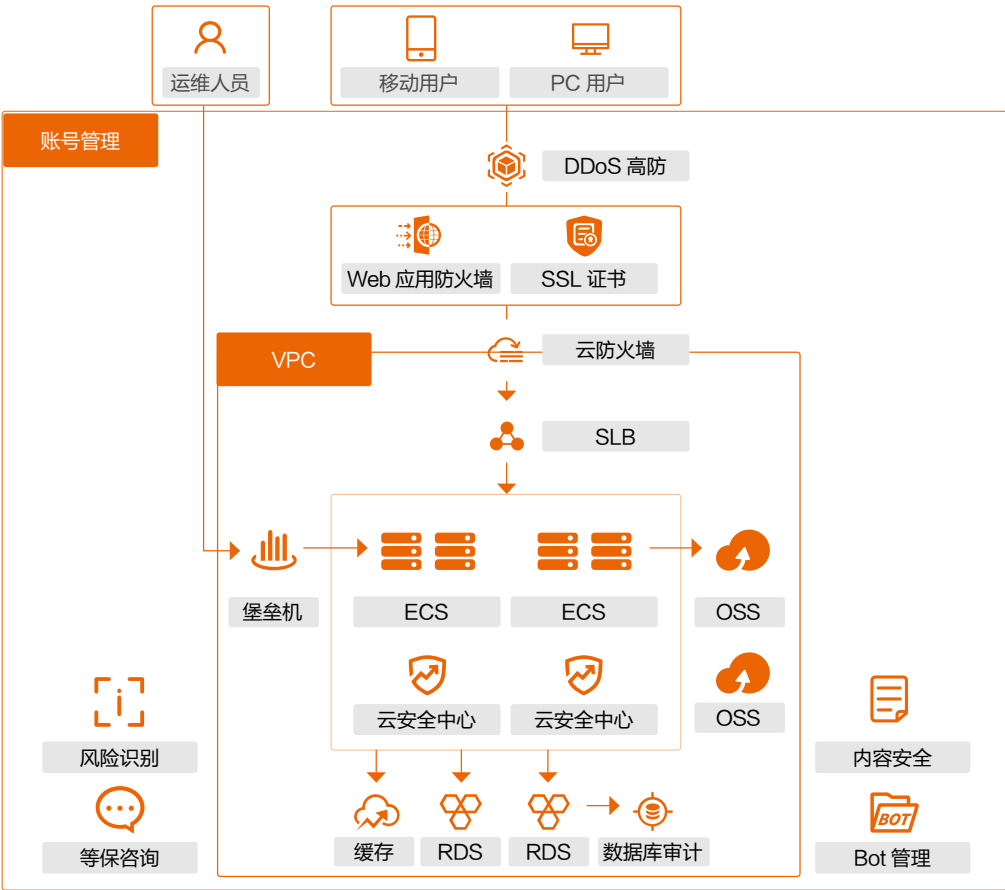 运维人员
移动用户
PC 用户
账号管理
DDoS 高防
Web 应用防火墙
SSL 证书
VPC
云防火墙
SLB
堡垒机
ECS
ECS
OSS
云安全中心
云安全中心
OSS
风险识别
内容安全
BOT
等保咨询
缓存
RDS
RDS
数据库审计
Bot 管理